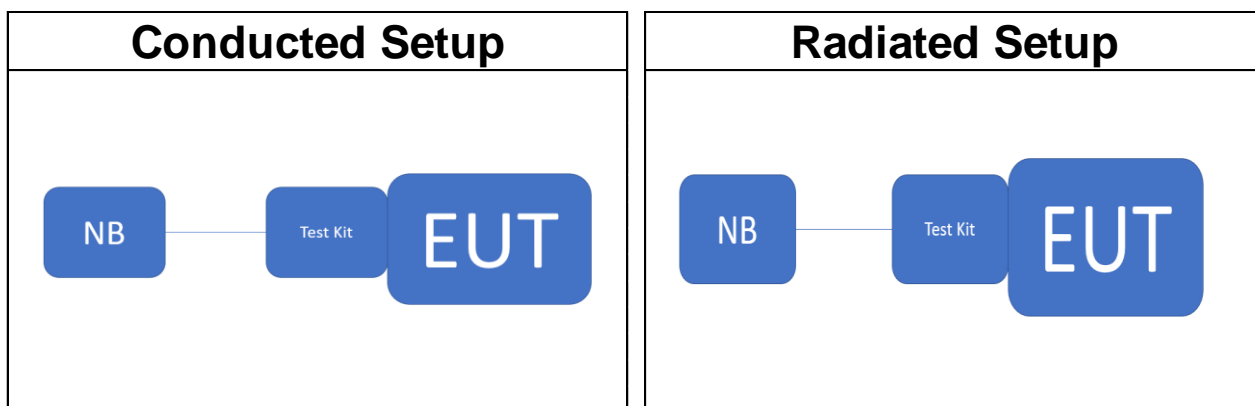 Conducted Setup
NB
Test Kit
EUT
Radiated Setup
NB
Test Kit
EUT